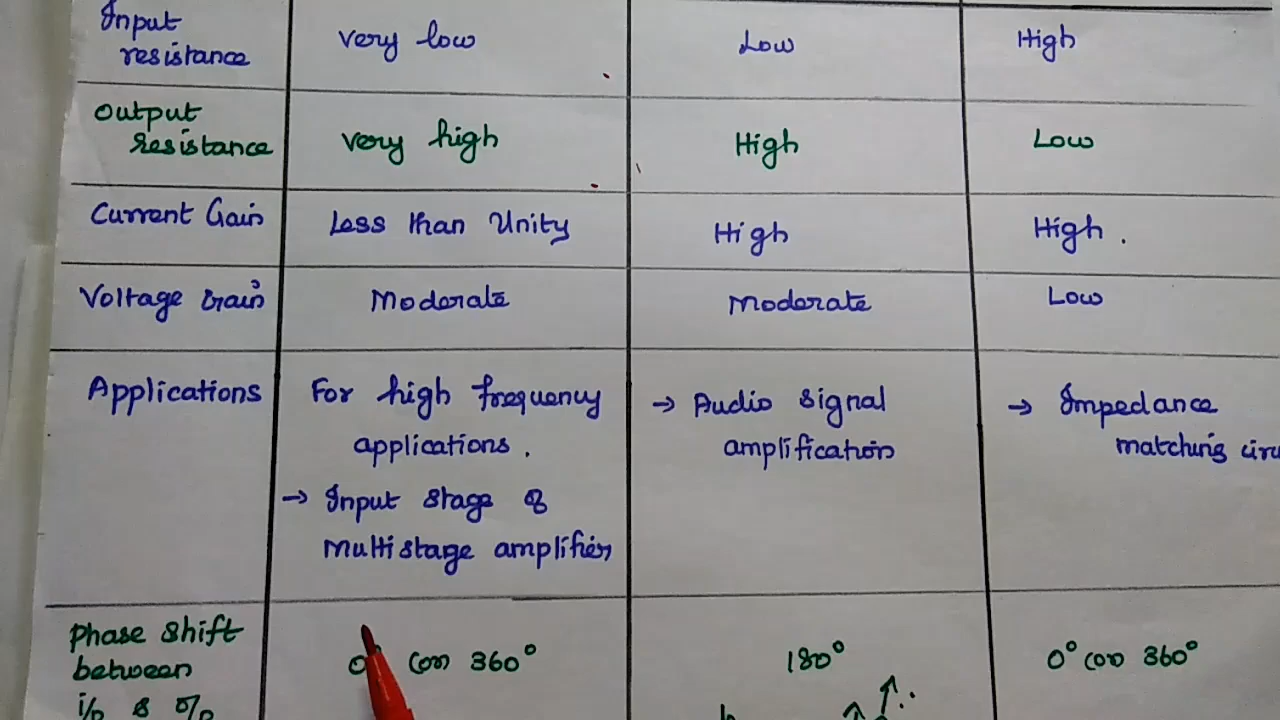 Input
resistance
Very low
Low
High
Output
resistance
Very high
High
Low
Current Gain
Less than Unity
High
High.
Voltage Gain
Moderate
Moderate
Low
Applications
For high frequency
applications.
→ Input stage of
multistage amplifier
→ Audio signal
amplification
→ Impedance
matching circu
Phase shift
between
i/p & o/p
0° (or) 360°
180°
0° (or) 360°